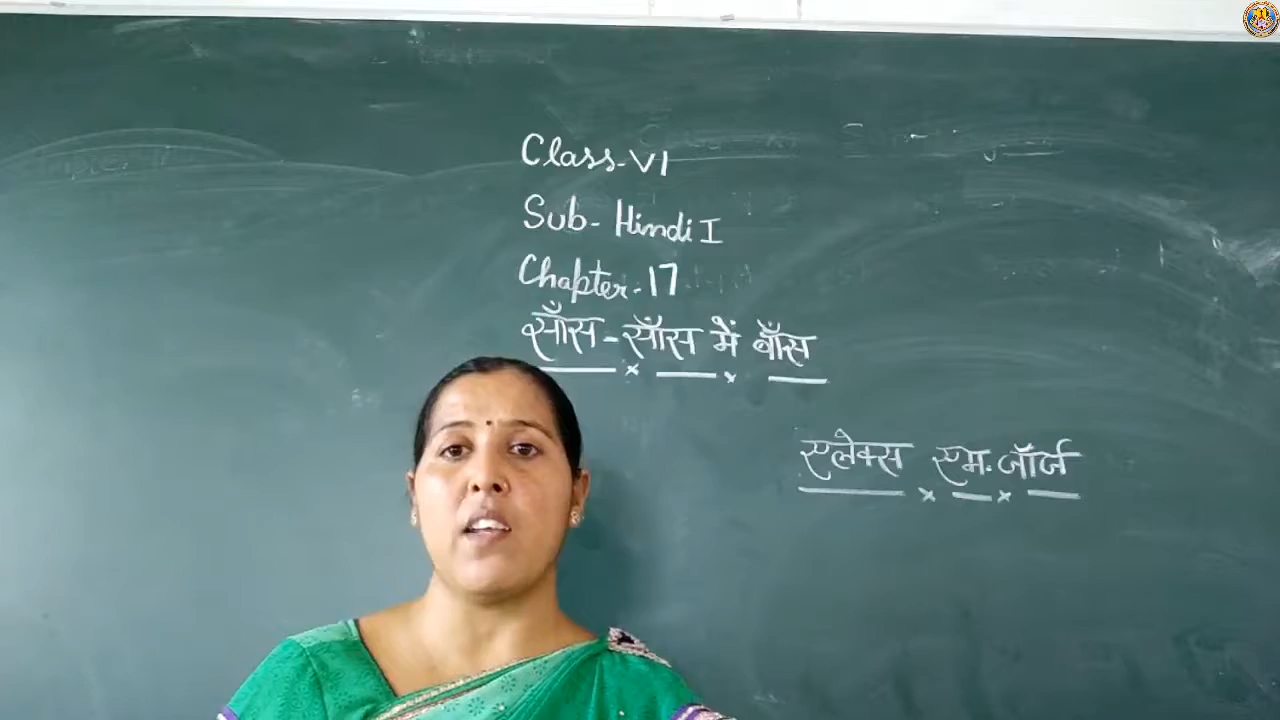 Class-VI
Sub- Hindi I
Chapter-17
साँस-साँस में बाँस
एलेक्स एम. जॉर्ज